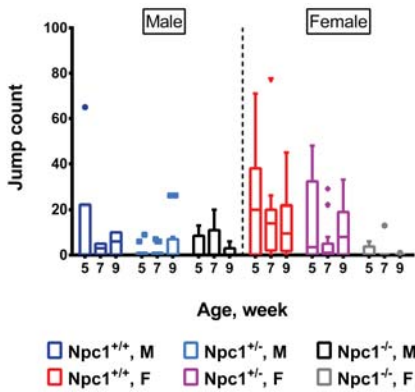 Male Female
Jump count
100
80
60
40
20
0
5 7 9 5 7 9 5 7 9 5 7 9 5 7 9 5 7 9
Age, week
Npc1+/+, M Npc1+/-, M Npc1-/-, M
Npc1+/+, F Npc1+/-, F Npc1-/-, F